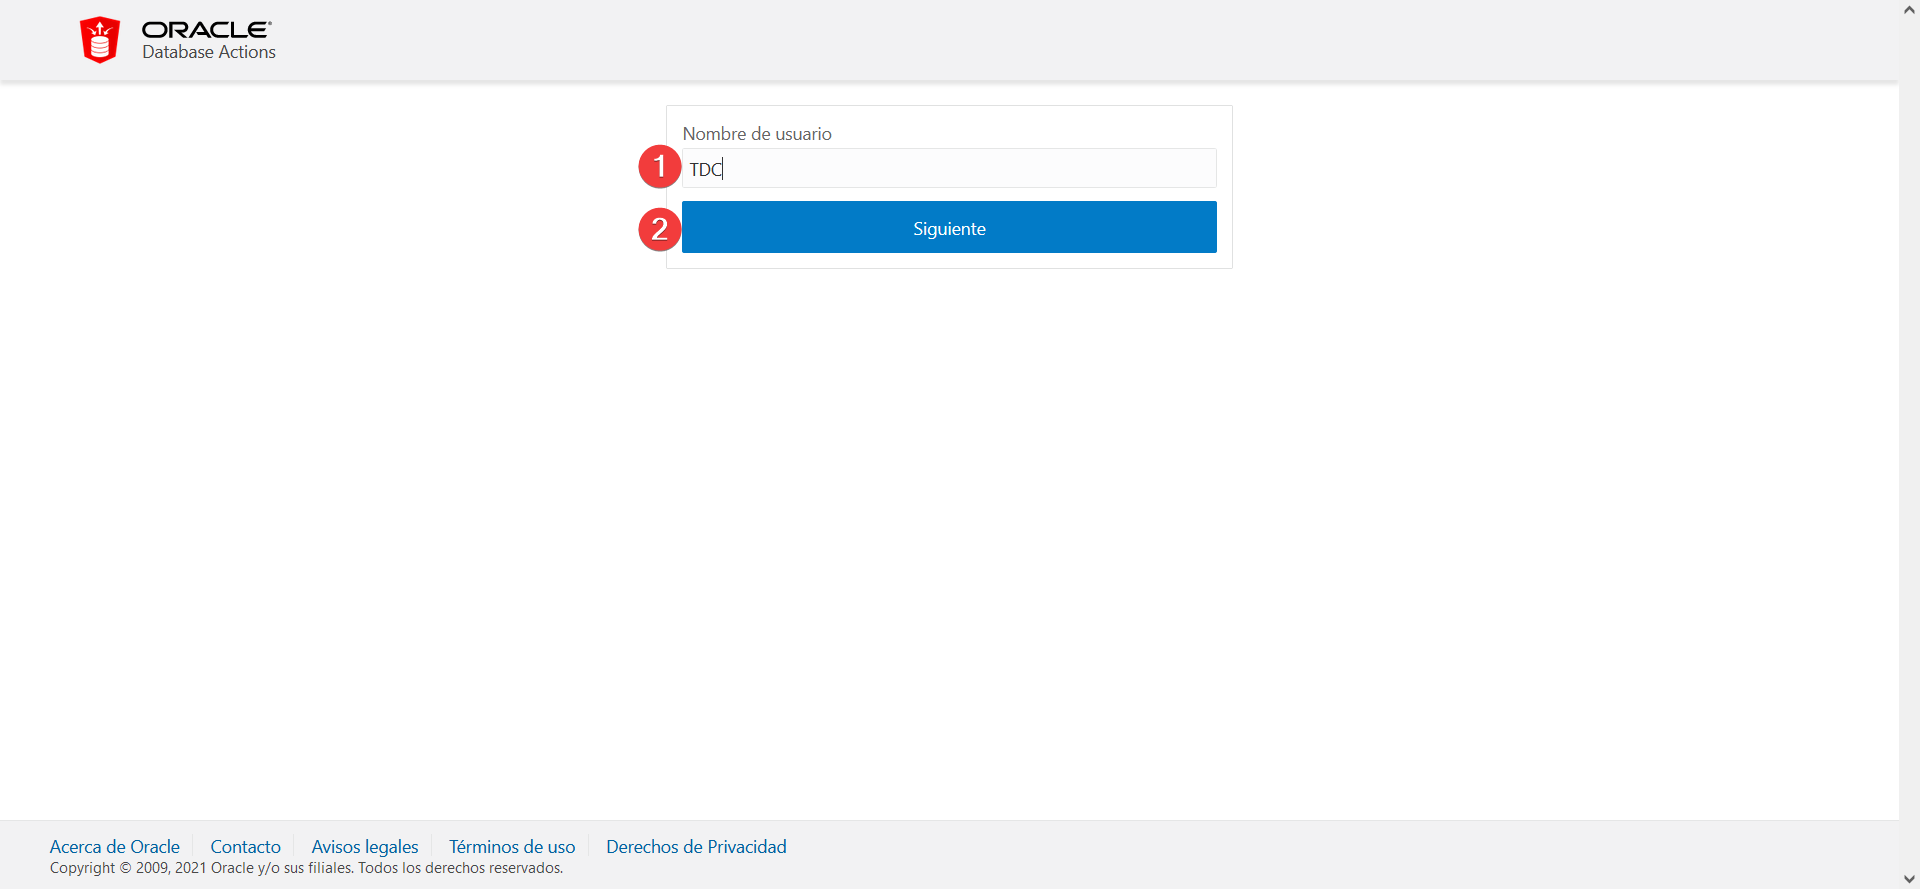 ORACLE®
Database Actions
Nombre de usuario
1
TDC
2
Siguiente
Acerca de Oracle
Contacto
Avisos legales
Términos de uso
Derechos de Privacidad
Copyright © 2009, 2021 Oracle y/o sus filiales. Todos los derechos reservados.